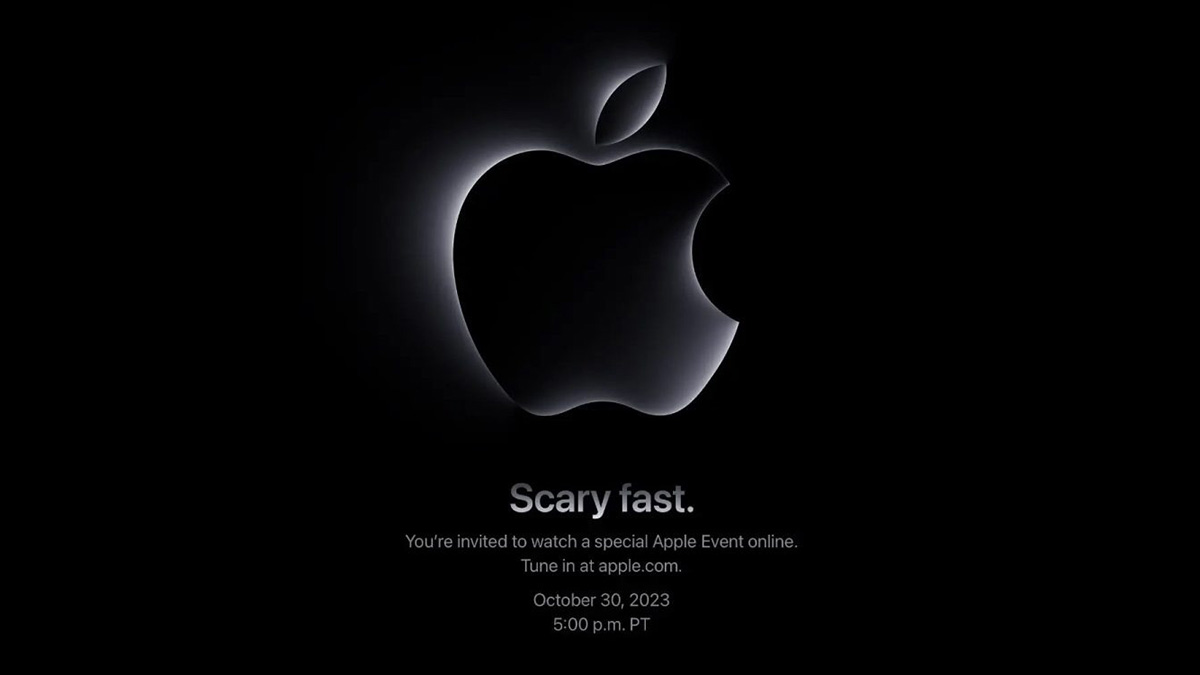 Scary fast.
You’re invited to watch a special Apple Event online.
Tune in at apple.com.
October 30, 2023
5:00 p.m. PT